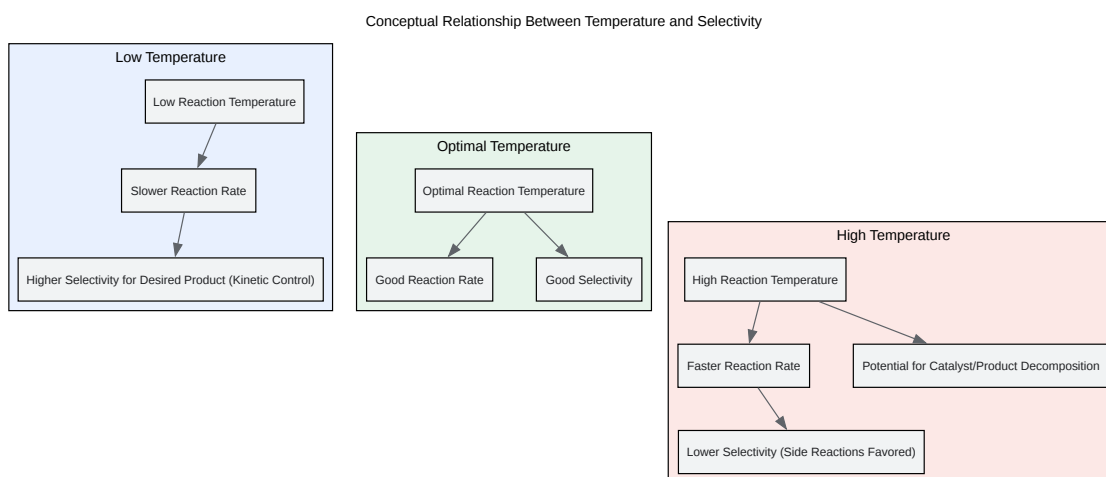 Conceptual Relationship Between Temperature and Selectivity
Low Temperature
Low Reaction Temperature
Slower Reaction Rate
Higher Selectivity for Desired Product (Kinetic Control)
Optimal Temperature
Optimal Reaction Temperature
Good Reaction Rate
Good Selectivity
High Temperature
High Reaction Temperature
Faster Reaction Rate
Potential for Catalyst/Product Decomposition
Lower Selectivity (Side Reactions Favored)